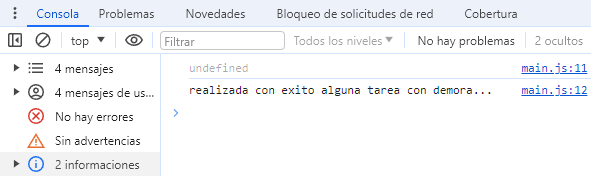 Consola Problemas Novedades Bloqueo de solicitudes de red Cobertura
top Filtrar Todos los niveles No hay problemas 2 ocultos
4 mensajes
4 mensajes de us...
No hay errores
Sin advertencias
2 informaciones
undefined main.js:11
realizada con exito alguna tarea con demora... main.js:12